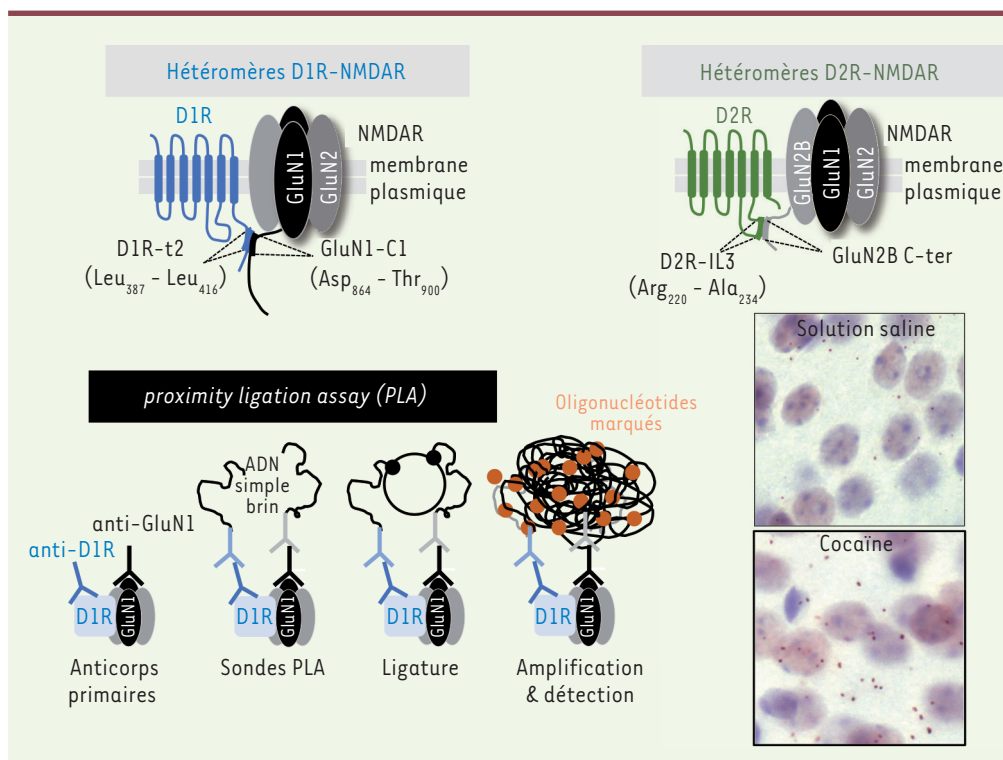 Hétéromères D1R-NMDAR
D1R
NMDAR
GluN1
GluN2
membrane
plasmique
D1R-t2
(Leu387 - Leu416)
GluN1-C1
(Asp864 - Thr900)
Hétéromères D2R-NMDAR
D2R
NMDAR
GluN2B
GluN1
GluN2
membrane
plasmique
D2R-IL3
(Arg220 - Ala234)
GluN2B C-ter
proximity ligation assay (PLA)
anti-GluN1
anti-D1R
D1R
GluN1
Anticorps
primaires
ADN
simple
brin
D1R
GluN1
Sondes PLA
D1R
GluN1
Ligature
Oligonucléotides
marqués
D1R
GluN1
Amplification
& détection
Solution saline
Cocaïne